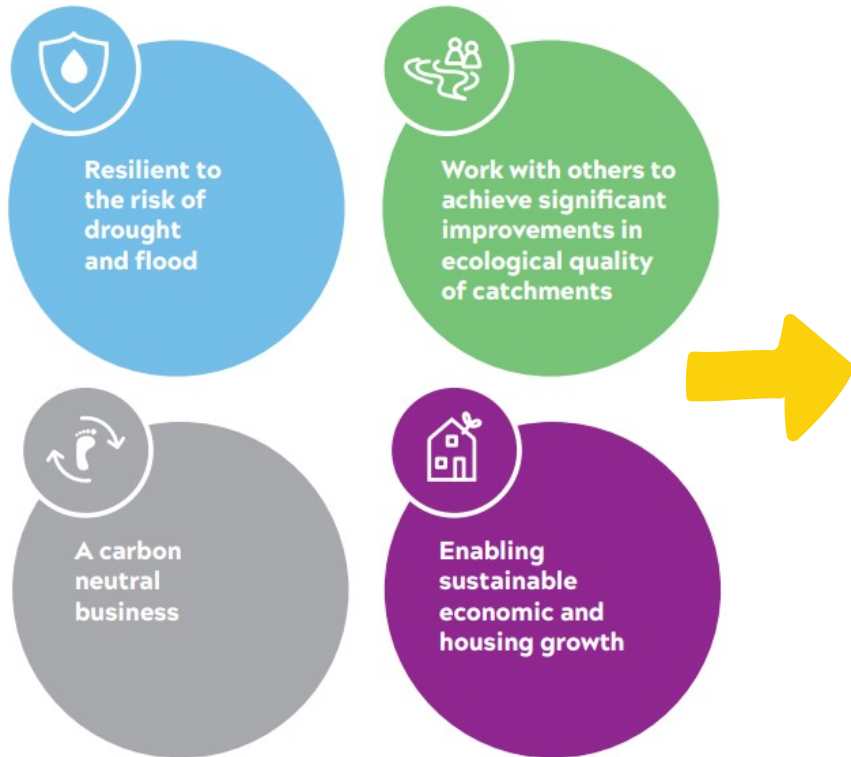 Resilient to
the risk of
drought
and flood
Work with others to
achieve significant
improvements in
ecological quality
of catchments
A carbon
neutral
business
Enabling
sustainable
economic and
housing growth